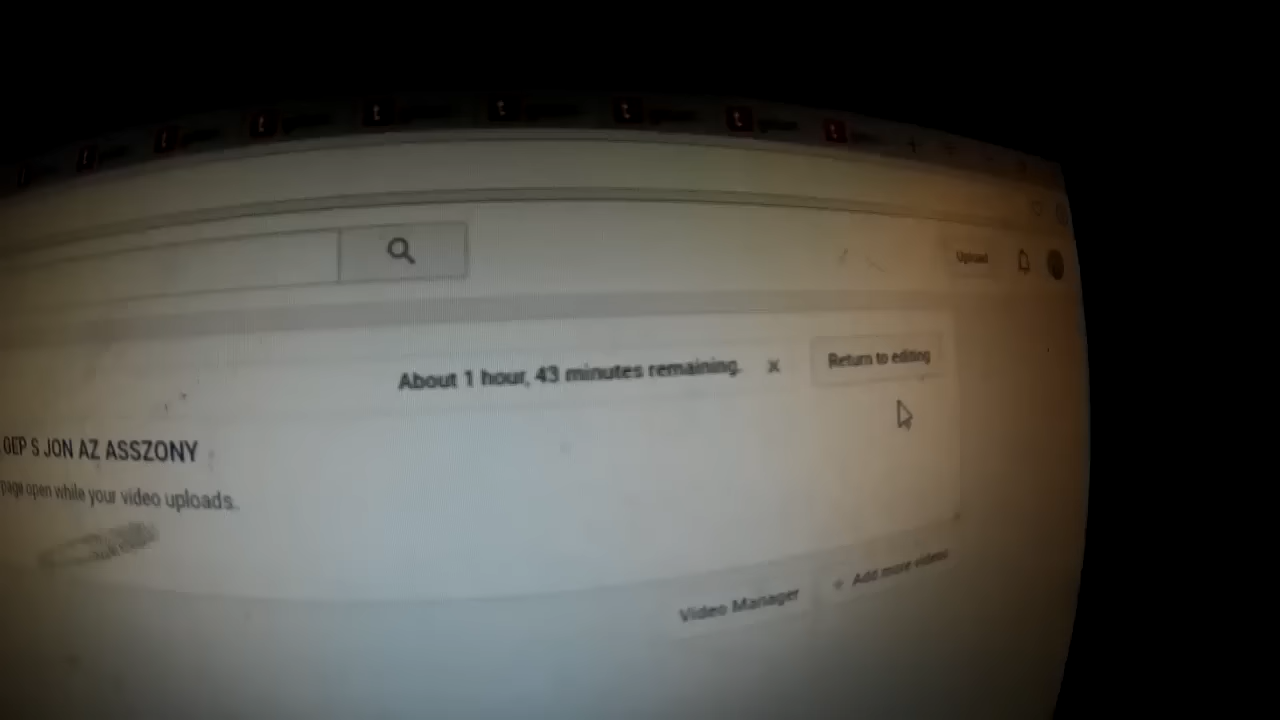 Upload
About 1 hour, 43 minutes remaining.
Return to editing
GEP S JON AZ ASSZONY
page open while your video uploads.
Video Manager
+ Add more videos